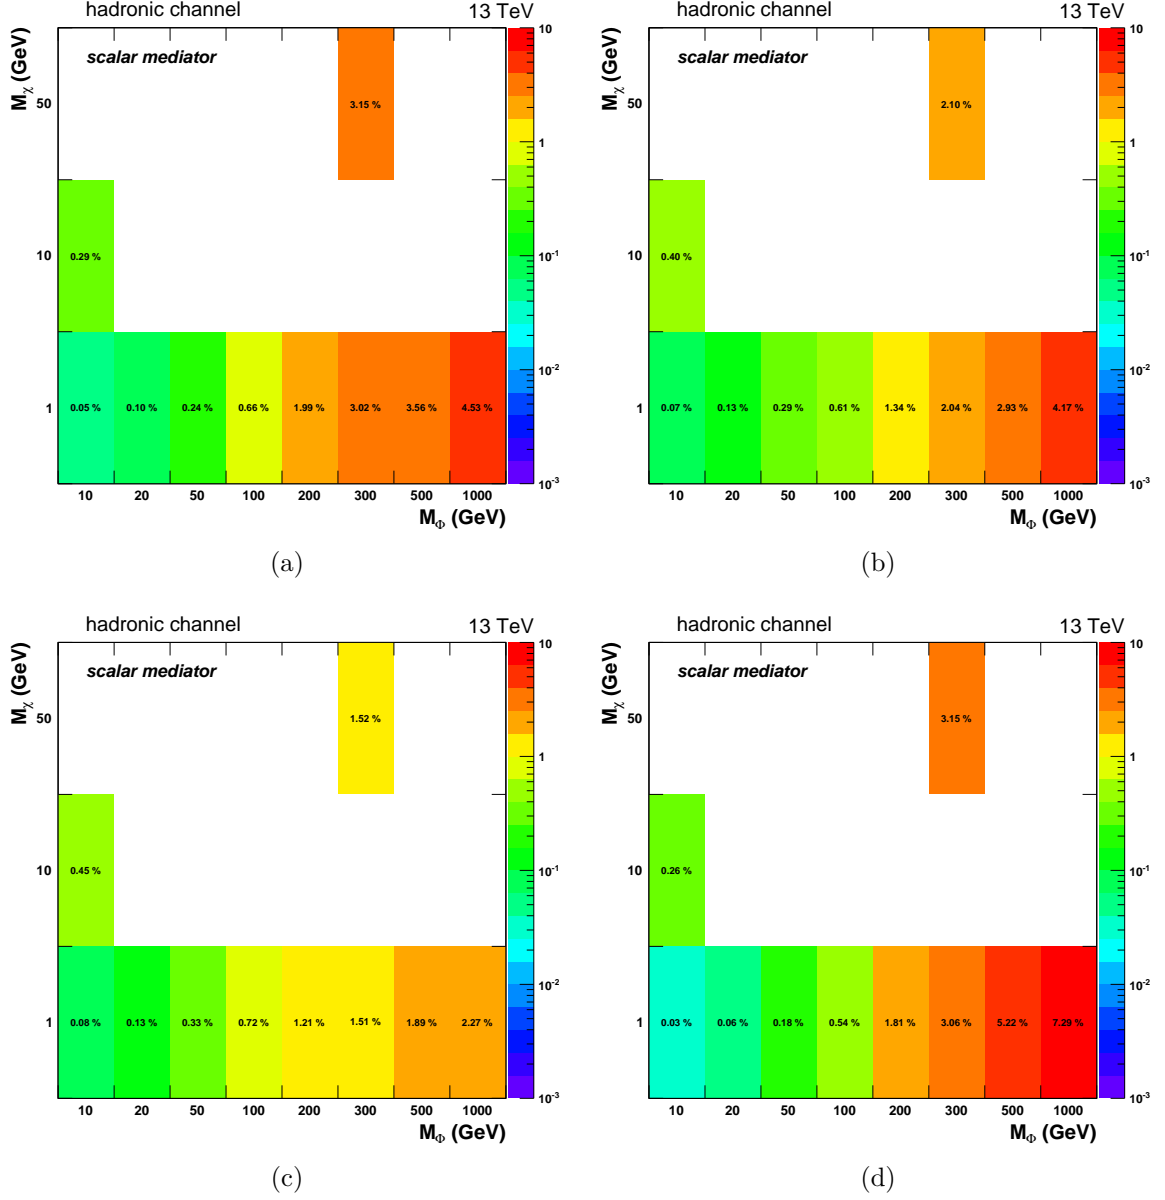 hadronic channel 13 TeV
scalar mediator
M_χ (GeV)
50
10
1
3.15 %
0.29 %
0.05 % 0.10 % 0.24 % 0.66 % 1.99 % 3.02 % 3.56 % 4.53 %
10 20 50 100 200 300 500 1000
M_Φ (GeV)
10
1
10^-1
10^-2
10^-3
(a)
hadronic channel 13 TeV
scalar mediator
M_χ (GeV)
50
10
1
2.10 %
0.40 %
0.07 % 0.13 % 0.29 % 0.61 % 1.34 % 2.04 % 2.93 % 4.17 %
10 20 50 100 200 300 500 1000
M_Φ (GeV)
10
1
10^-1
10^-2
10^-3
(b)
hadronic channel 13 TeV
scalar mediator
M_χ (GeV)
50
10
1
1.52 %
0.45 %
0.08 % 0.13 % 0.33 % 0.72 % 1.21 % 1.51 % 1.89 % 2.27 %
10 20 50 100 200 300 500 1000
M_Φ (GeV)
10
1
10^-1
10^-2
10^-3
(c)
hadronic channel 13 TeV
scalar mediator
M_χ (GeV)
50
10
1
3.15 %
0.26 %
0.03 % 0.06 % 0.18 % 0.54 % 1.81 % 3.06 % 5.22 % 7.29 %
10 20 50 100 200 300 500 1000
M_Φ (GeV)
10
1
10^-1
10^-2
10^-3
(d)